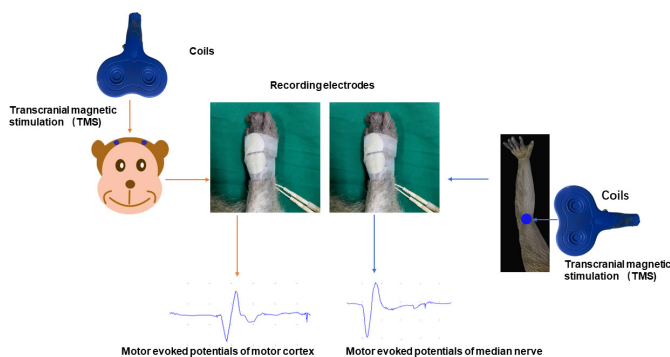 Coils
Recording electrodes
Transcranial magnetic
stimulation （TMS）
Coils
Transcranial magnetic
stimulation (TMS)
Motor evoked potentials of motor cortex
Motor evoked potentials of median nerve